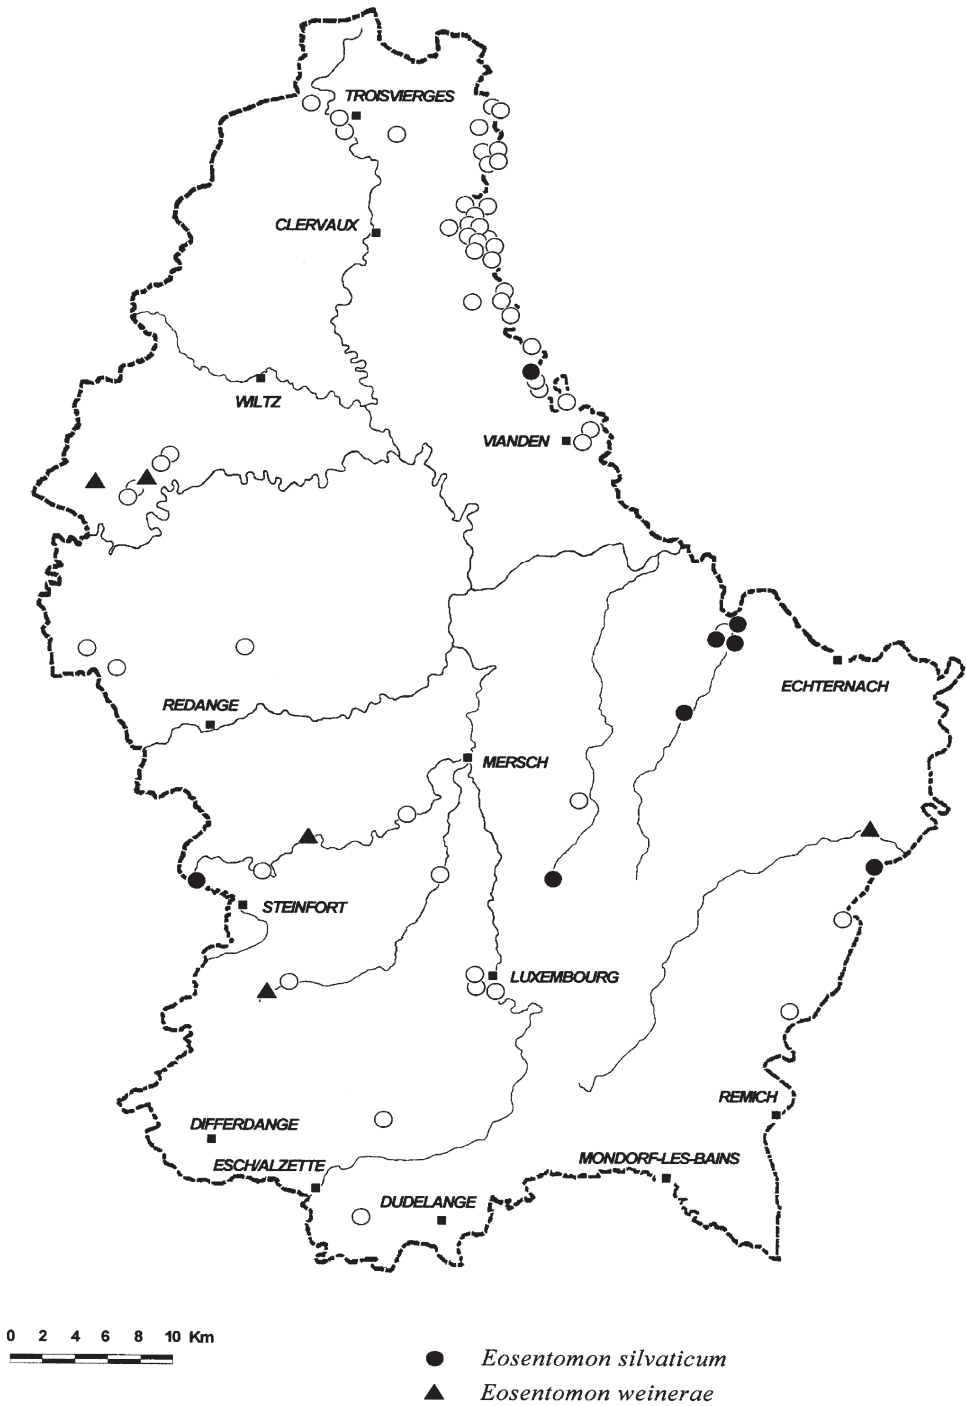 TROISVIERGES
CLERVAUX
WILTZ
VIANDEN
ECHTERNACH
REDANGE
MERSCH
STEINFORT
LUXEMBOURG
REMICH
DIFFERDANGE
MONDORF-LES-BAINS
ESCH/ALZETTE
DUDELANGE
0 2 4 6 8 10 Km
Eosentomon silvaticum
Eosentomon weinerae